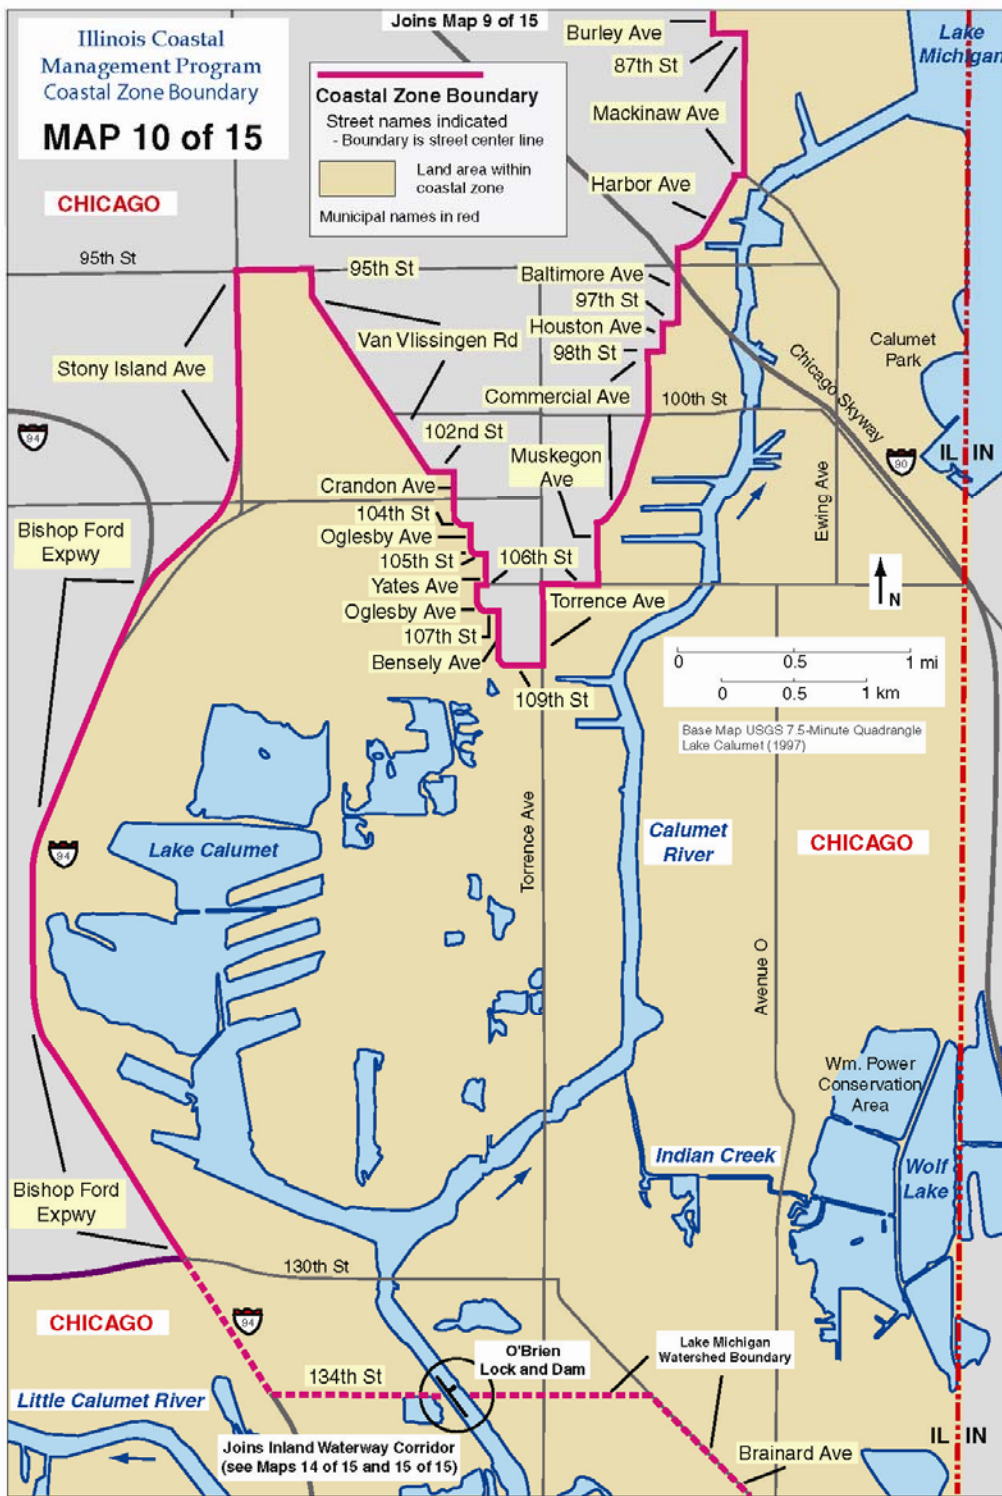 Joins Map 9 of 15
Illinois Coastal
Management Program
Coastal Zone Boundary
MAP 10 of 15
Coastal Zone Boundary
Street names indicated
- Boundary is street center line
Land area within
coastal zone
Municipal names in red
Burley Ave
87th St
Mackinaw Ave
Harbor Ave
Lake
Michigan
CHICAGO
95th St
95th St
Baltimore Ave
97th St
Houston Ave
98th St
Commercial Ave
Van Vlissingen Rd
Stony Island Ave
Calumet
Park
Chicago Skyway
100th St
102nd St
Muskegon
Ave
94
90
IL
IN
Crandon Ave
104th St
Oglesby Ave
105th St
106th St
Yates Ave
Oglesby Ave
107th St
Bensely Ave
109th St
Torrence Ave
Ewing Ave
Bishop Ford
Expwy
N
0
0.5
1 mi
0
0.5
1 km
Base Map USGS 7.5-Minute Quadrangle
Lake Calumet (1997)
Lake Calumet
94
Torrence Ave
Calumet
River
CHICAGO
Avenue O
Wm. Power
Conservation
Area
Indian Creek
Wolf
Lake
Bishop Ford
Expwy
130th St
CHICAGO
94
O'Brien
Lock and Dam
Lake Michigan
Watershed Boundary
134th St
Little Calumet River
Joins Inland Waterway Corridor
(see Maps 14 of 15 and 15 of 15)
Brainard Ave
IL
IN